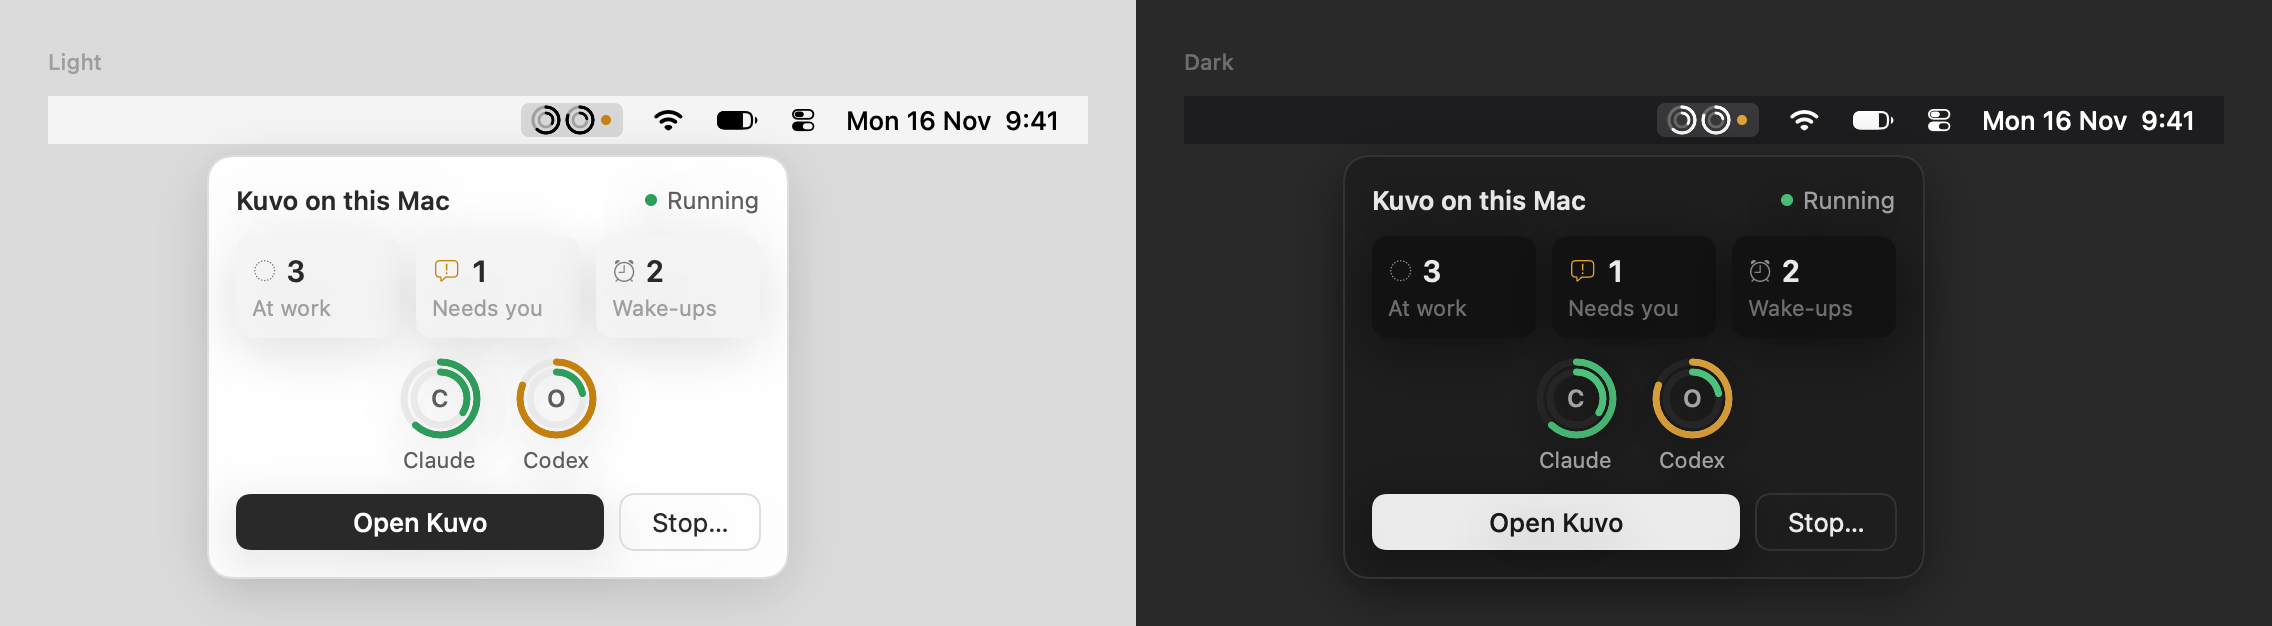 Light
Mon 16 Nov 9:41
Kuvo on this Mac
Running
3
At work
1
Needs you
2
Wake-ups
C
Claude
O
Codex
Open Kuvo
Stop...
Dark
Mon 16 Nov 9:41
Kuvo on this Mac
Running
3
At work
1
Needs you
2
Wake-ups
C
Claude
O
Codex
Open Kuvo
Stop...